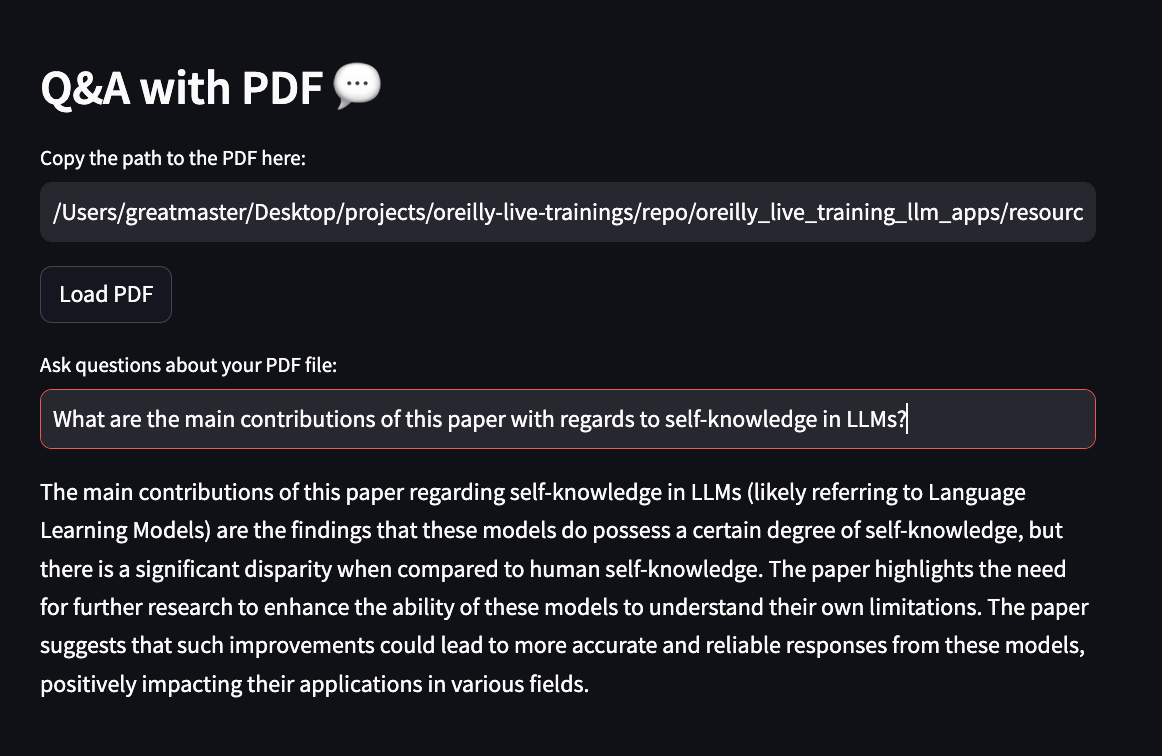 Q&A with PDF 💬
Copy the path to the PDF here:
/Users/greatmaster/Desktop/projects/oreilly-live-trainings/repo/oreilly_live_training_llm_apps/resourc
Load PDF
Ask questions about your PDF file:
What are the main contributions of this paper with regards to self-knowledge in LLMs?
The main contributions of this paper regarding self-knowledge in LLMs (likely referring to Language
Learning Models) are the findings that these models do possess a certain degree of self-knowledge, but
there is a significant disparity when compared to human self-knowledge. The paper highlights the need
for further research to enhance the ability of these models to understand their own limitations. The paper
suggests that such improvements could lead to more accurate and reliable responses from these models,
positively impacting their applications in various fields.